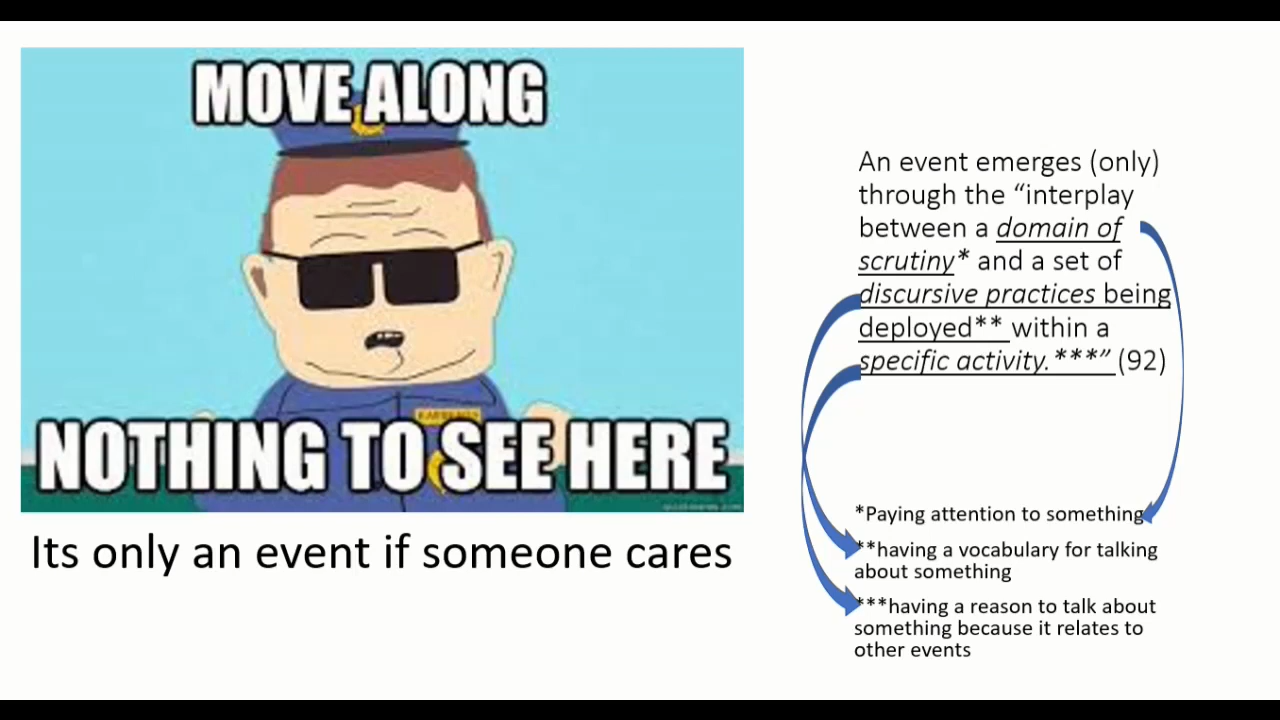 MOVE ALONG
NOTHING TO SEE HERE
Its only an event if someone cares
An event emerges (only)
through the “interplay
between a domain of
scrutiny* and a set of
discursive practices being
deployed** within a
specific activity.***” (92)
*Paying attention to something
**having a vocabulary for talking
about something
***having a reason to talk about
something because it relates to
other events